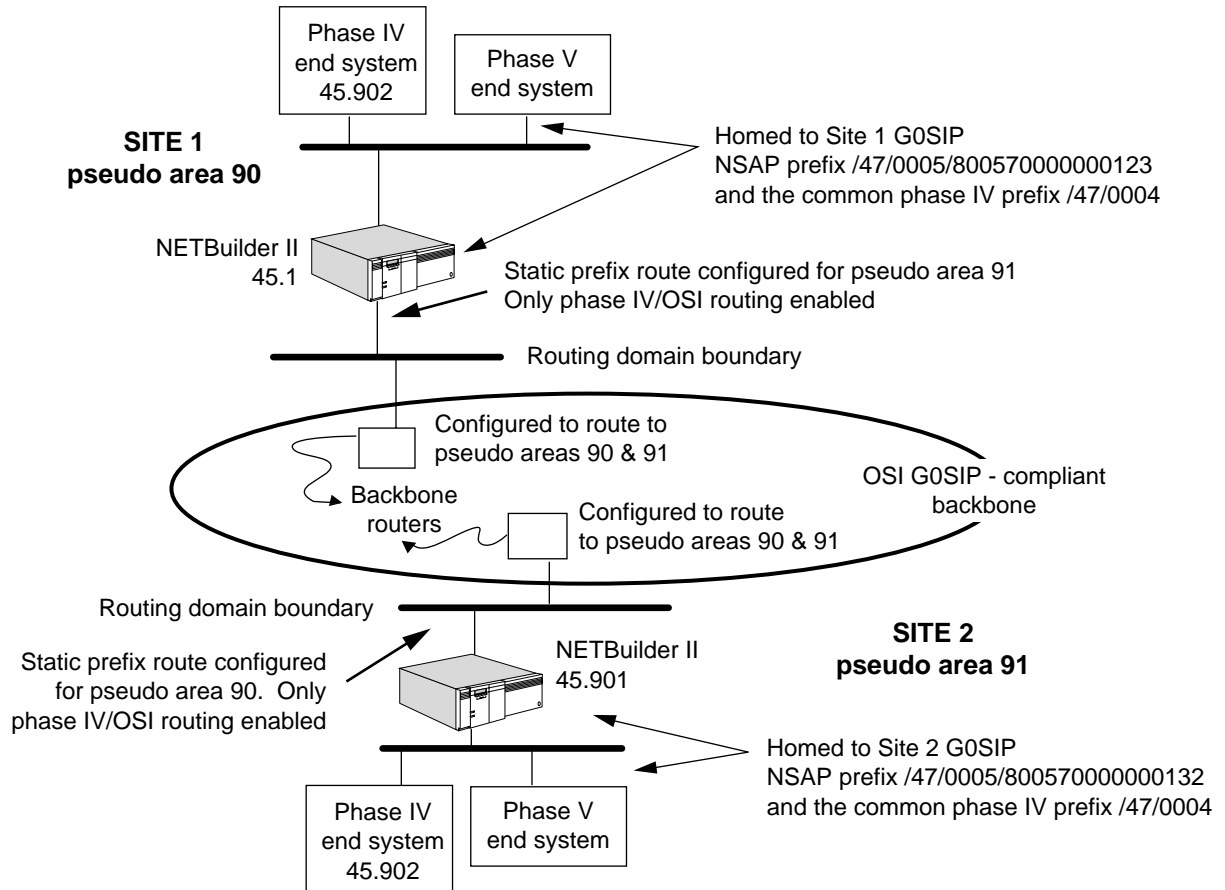 Phase IV
end system
45.902
Phase V
end system
SITE 1
pseudo area 90
Homed to Site 1 G0SIP
NSAP prefix /47/0005/800570000000123
and the common phase IV prefix /47/0004
NETBuilder II
45.1
Static prefix route configured for pseudo area 91
Only phase IV/OSI routing enabled
Routing domain boundary
Configured to route to
pseudo areas 90 & 91
OSI G0SIP - compliant
backbone
Backbone
routers
Configured to route
to pseudo areas 90 & 91
Routing domain boundary
SITE 2
pseudo area 91
Static prefix route configured
for pseudo area 90.  Only
phase IV/OSI routing enabled
NETBuilder II
45.901
Homed to Site 2 G0SIP
NSAP prefix /47/0005/800570000000132
and the common phase IV prefix /47/0004
Phase IV
end system
45.902
Phase V
end system